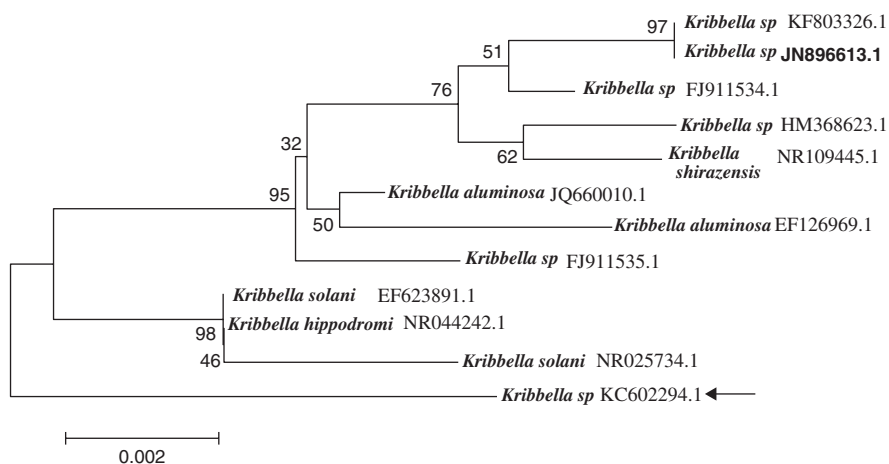 Kribbella sp KF803326.1
97
Kribbella sp JN896613.1
51
Kribbella sp FJ911534.1
76
Kribbella sp HM368623.1
62
Kribbella shirazensis NR109445.1
32
Kribbella aluminosa JQ660010.1
95
50
Kribbella aluminosa EF126969.1
Kribbella sp FJ911535.1
Kribbella solani EF623891.1
Kribbella hippodromi NR044242.1
98
46
Kribbella solani NR025734.1
Kribbella sp KC602294.1
0.002